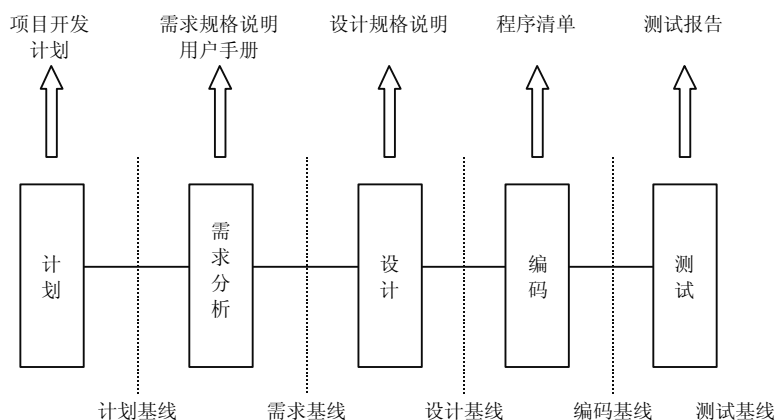 项目开发
计划
需求规格说明
用户手册
设计规格说明
程序清单
测试报告
计划
需求分析
设计
编码
测试
计划基线
需求基线
设计基线
编码基线
测试基线